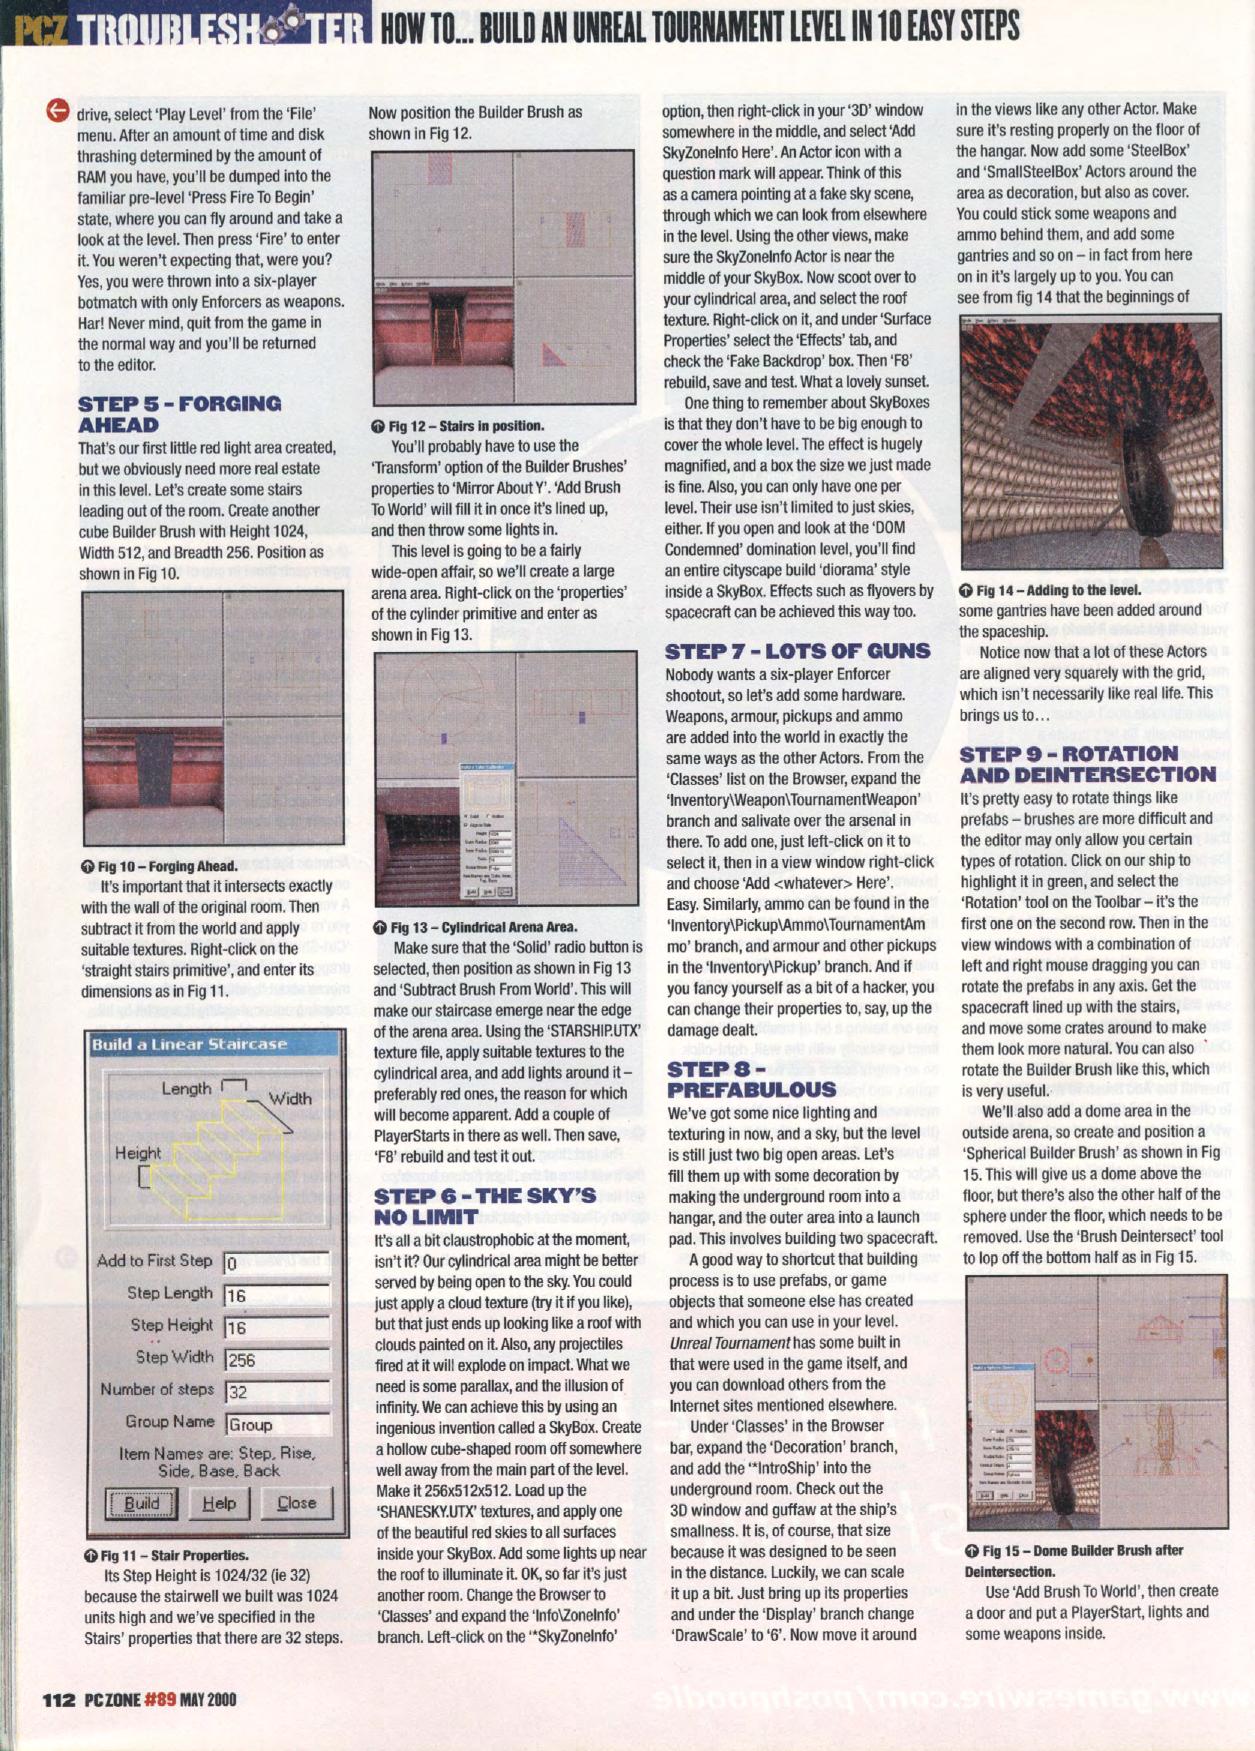 PCZ TROUBLESHOOTER HOW TO... BUILD AN UNREAL TOURNAMENT LEVEL IN 10 EASY STEPS
drive, select 'Play Level' from the 'File'
menu. After an amount of time and disk
thrashing determined by the amount of
RAM you have, you'll be dumped into the
familiar pre-level 'Press Fire To Begin'
state, where you can fly around and take a
look at the level. Then press 'Fire' to enter
it. You weren't expecting that, were you?
Yes, you were thrown into a six-player
botmatch with only Enforcers as weapons.
Har! Never mind, quit from the game in
the normal way and you'll be returned
to the editor.
STEP 5 - FORGING
AHEAD
That's our first little red light area created,
but we obviously need more real estate
in this level. Let's create some stairs
leading out of the room. Create another
cube Builder Brush with Height 1024,
Width 512, and Breadth 256. Position as
shown in Fig 10.
Fig 10 – Forging Ahead.
It's important that it intersects exactly
with the wall of the original room. Then
subtract it from the world and apply
suitable textures. Right-click on the
'straight stairs primitive', and enter its
dimensions as in Fig 11.
Build a Linear Staircase
Length
Width
Height
Add to First Step 0
Step Length 16
Step Height 16
Step Width 256
Number of steps 32
Group Name Group
Item Names are: Step, Rise,
Side, Base, Back
Build Help Close
Fig 11 – Stair Properties.
Its Step Height is 1024/32 (ie 32)
because the stairwell we built was 1024
units high and we've specified in the
Stairs' properties that there are 32 steps.
Now position the Builder Brush as
shown in Fig 12.
Fig 12 – Stairs in position.
You'll probably have to use the
'Transform' option of the Builder Brushes'
properties to 'Mirror About Y'. 'Add Brush
To World' will fill it in once it's lined up,
and then throw some lights in.
This level is going to be a fairly
wide-open affair, so we'll create a large
arena area. Right-click on the 'properties'
of the cylinder primitive and enter as
shown in Fig 13.
Fig 13 – Cylindrical Arena Area.
Make sure that the 'Solid' radio button is
selected, then position as shown in Fig 13
and 'Subtract Brush From World'. This will
make our staircase emerge near the edge
of the arena area. Using the 'STARSHIP.UTX'
texture file, apply suitable textures to the
cylindrical area, and add lights around it –
preferably red ones, the reason for which
will become apparent. Add a couple of
PlayerStarts in there as well. Then save,
'F8' rebuild and test it out.
STEP 6 - THE SKY'S
NO LIMIT
It's all a bit claustrophobic at the moment,
isn't it? Our cylindrical area might be better
served by being open to the sky. You could
just apply a cloud texture (try it if you like),
but that just ends up looking like a roof with
clouds painted on it. Also, any projectiles
fired at it will explode on impact. What we
need is some parallax, and the illusion of
infinity. We can achieve this by using an
ingenious invention called a SkyBox. Create
a hollow cube-shaped room off somewhere
well away from the main part of the level.
Make it 256x512x512. Load up the
'SHANESKY.UTX' textures, and apply one
of the beautiful red skies to all surfaces
inside your SkyBox. Add some lights up near
the roof to illuminate it. OK, so far it's just
another room. Change the Browser to
'Classes' and expand the 'Info\ZoneInfo'
branch. Left-click on the '*SkyZoneInfo'
option, then right-click in your '3D' window
somewhere in the middle, and select 'Add
SkyZoneInfo Here'. An Actor icon with a
question mark will appear. Think of this
as a camera pointing at a fake sky scene,
through which we can look from elsewhere
in the level. Using the other views, make
sure the SkyZoneInfo Actor is near the
middle of your SkyBox. Now scoot over to
your cylindrical area, and select the roof
texture. Right-click on it, and under 'Surface
Properties' select the 'Effects' tab, and
check the 'Fake Backdrop' box. Then 'F8'
rebuild, save and test. What a lovely sunset.
One thing to remember about SkyBoxes
is that they don't have to be big enough to
cover the whole level. The effect is hugely
magnified, and a box the size we just made
is fine. Also, you can only have one per
level. Their use isn't limited to just skies,
either. If you open and look at the 'DOM
Condemned' domination level, you'll find
an entire cityscape build 'diorama' style
inside a SkyBox. Effects such as flyovers by
spacecraft can be achieved this way too.
STEP 7 - LOTS OF GUNS
Nobody wants a six-player Enforcer
shootout, so let's add some hardware.
Weapons, armour, pickups and ammo
are added into the world in exactly the
same ways as the other Actors. From the
'Classes' list on the Browser, expand the
'Inventory\Weapon\TournamentWeapon'
branch and salivate over the arsenal in
there. To add one, just left-click on it to
select it, then in a view window right-click
and choose 'Add <whatever> Here'.
Easy. Similarly, ammo can be found in the
'Inventory\Pickup\Ammo\TournamentAm
mo' branch, and armour and other pickups
in the 'Inventory\Pickup' branch. And if
you fancy yourself as a bit of a hacker, you
can change their properties to, say, up the
damage dealt.
STEP 8 -
PREFABULOUS
We've got some nice lighting and
texturing in now, and a sky, but the level
is still just two big open areas. Let's
fill them up with some decoration by
making the underground room into a
hangar, and the outer area into a launch
pad. This involves building two spacecraft.
A good way to shortcut that building
process is to use prefabs, or game
objects that someone else has created
and which you can use in your level.
Unreal Tournament has some built in
that were used in the game itself, and
you can download others from the
Internet sites mentioned elsewhere.
Under 'Classes' in the Browser
bar, expand the 'Decoration' branch,
and add the '*IntroShip' into the
underground room. Check out the
3D window and guffaw at the ship's
smallness. It is, of course, that size
because it was designed to be seen
in the distance. Luckily, we can scale
it up a bit. Just bring up its properties
and under the 'Display' branch change
'DrawScale' to '6'. Now move it around
in the views like any other Actor. Make
sure it's resting properly on the floor of
the hangar. Now add some 'SteelBox'
and 'SmallSteelBox' Actors around the
area as decoration, but also as cover.
You could stick some weapons and
ammo behind them, and add some
gantries and so on – in fact from here
on in it's largely up to you. You can
see from fig 14 that the beginnings of
Fig 14 – Adding to the level.
some gantries have been added around
the spaceship.
Notice now that a lot of these Actors
are aligned very squarely with the grid,
which isn't necessarily like real life. This
brings us to...
STEP 9 - ROTATION
AND DEINTERSECTION
It's pretty easy to rotate things like
prefabs – brushes are more difficult and
the editor may only allow you certain
types of rotation. Click on our ship to
highlight it in green, and select the
'Rotation' tool on the Toolbar – it's the
first one on the second row. Then in the
view windows with a combination of
left and right mouse dragging you can
rotate the prefabs in any axis. Get the
spacecraft lined up with the stairs,
and move some crates around to make
them look more natural. You can also
rotate the Builder Brush like this, which
is very useful.
We'll also add a dome area in the
outside arena, so create and position a
'Spherical Builder Brush' as shown in Fig
15. This will give us a dome above the
floor, but there's also the other half of the
sphere under the floor, which needs to be
removed. Use the 'Brush Deintersect' tool
to lop off the bottom half as in Fig 15.
Fig 15 – Dome Builder Brush after
Deintersection.
Use 'Add Brush To World', then create
a door and put a PlayerStart, lights and
some weapons inside.
112 PCZONE #89 MAY 2000